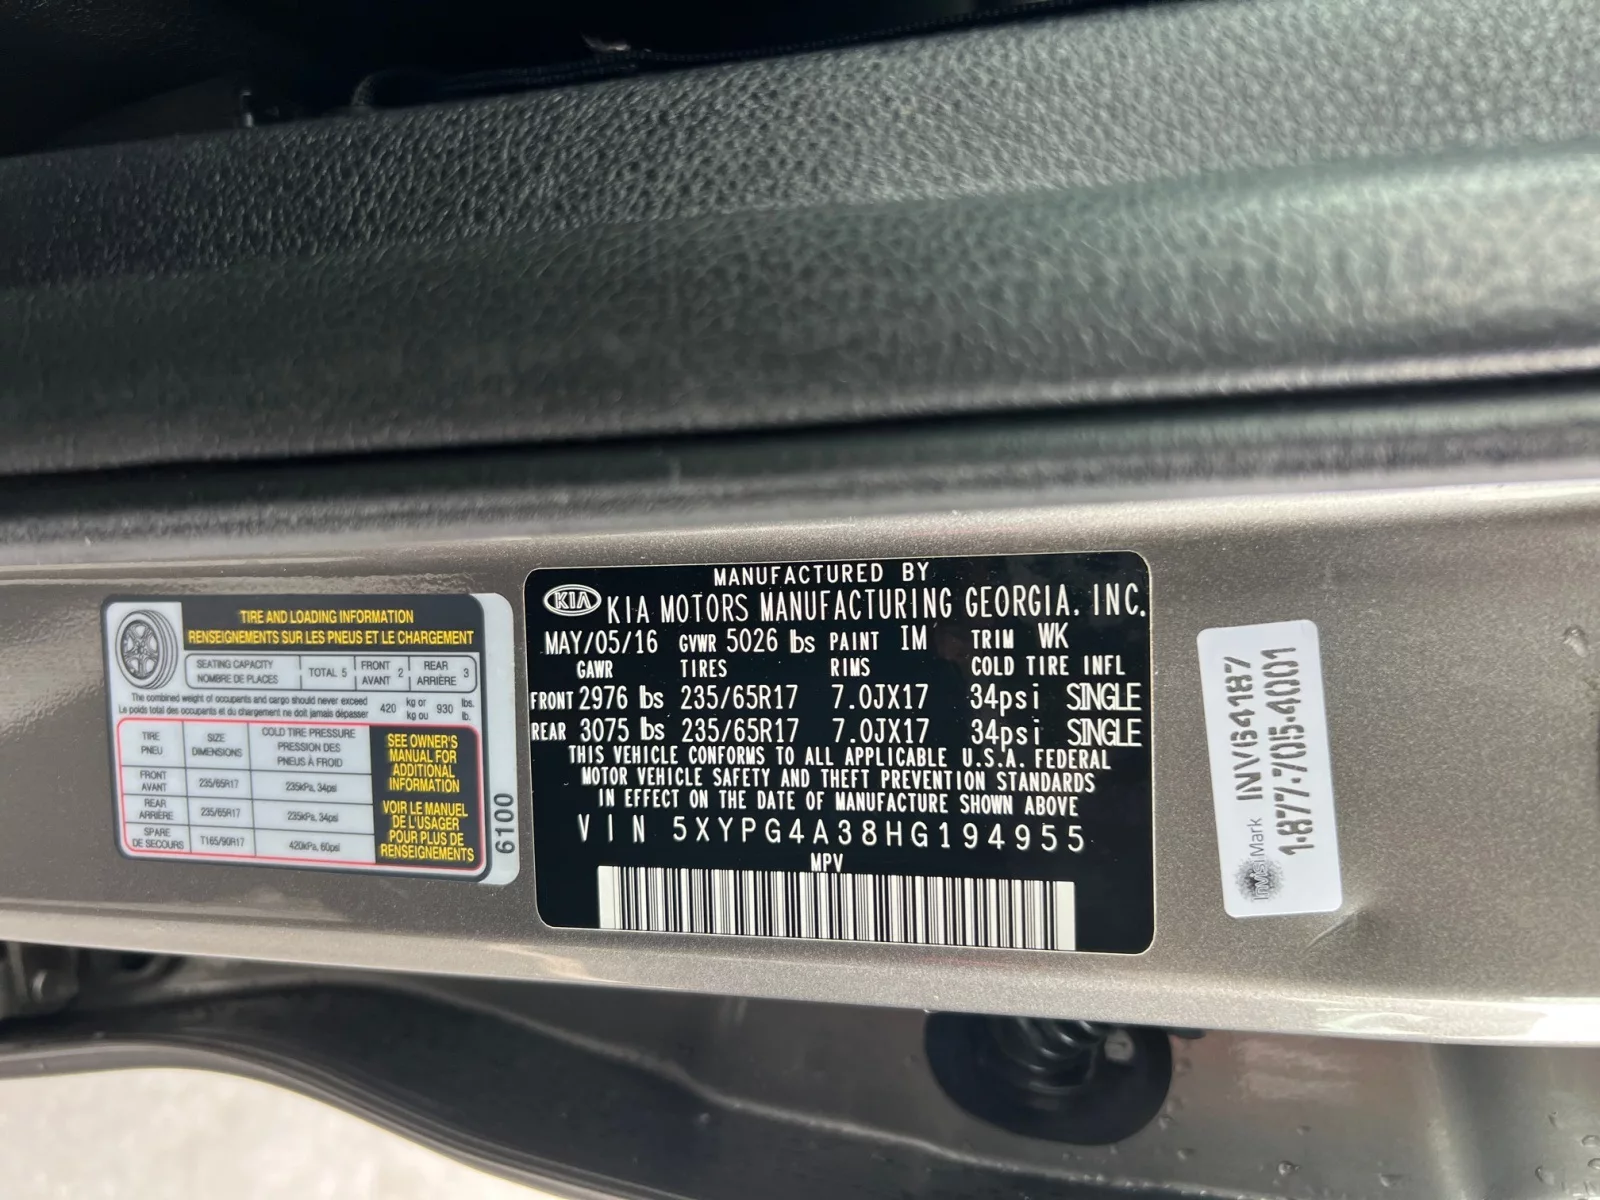 TIRE AND LOADING INFORMATION
RENSEIGNEMENTS SUR LES PNEUS ET LE CHARGEMENT
SEATING CAPACITY
NOMBRE DE PLACES
TOTAL 5
FRONT
AVANT
2
REAR
ARRIÈRE
3
The combined weight of occupants and cargo should never exceed
Le poids total des occupants et du chargement ne doit jamais dépasser
420
kg or
kg ou
930
lbs.
lb.
TIRE
PNEU
SIZE
DIMENSIONS
COLD TIRE PRESSURE
PRESSION DES
PNEUS À FROID
FRONT
AVANT
235/65R17
235kPa, 34psi
REAR
ARRIÈRE
235/65R17
235kPa, 34psi
SPARE
DE SECOURS
T165/90R17
420kPa, 60psi
SEE OWNER'S
MANUAL FOR
ADDITIONAL
INFORMATION
VOIR LE MANUEL
DE L'USAGER
POUR PLUS DE
RENSEIGNEMENTS
6100
MANUFACTURED BY
KIA KIA MOTORS MANUFACTURING GEORGIA, INC.
MAY/05/16 GVWR 5026 lbs PAINT IM TRIM WK
GAWR TIRES RIMS COLD TIRE INFL
FRONT 2976 lbs 235/65R17 7.0JX17 34psi SINGLE
REAR 3075 lbs 235/65R17 7.0JX17 34psi SINGLE
THIS VEHICLE CONFORMS TO ALL APPLICABLE U.S.A. FEDERAL
MOTOR VEHICLE SAFETY AND THEFT PREVENTION STANDARDS
IN EFFECT ON THE DATE OF MANUFACTURE SHOWN ABOVE
VIN 5XYPG4A38HG194955
MPV
InvisiMark INV64187
1-877-705-4001